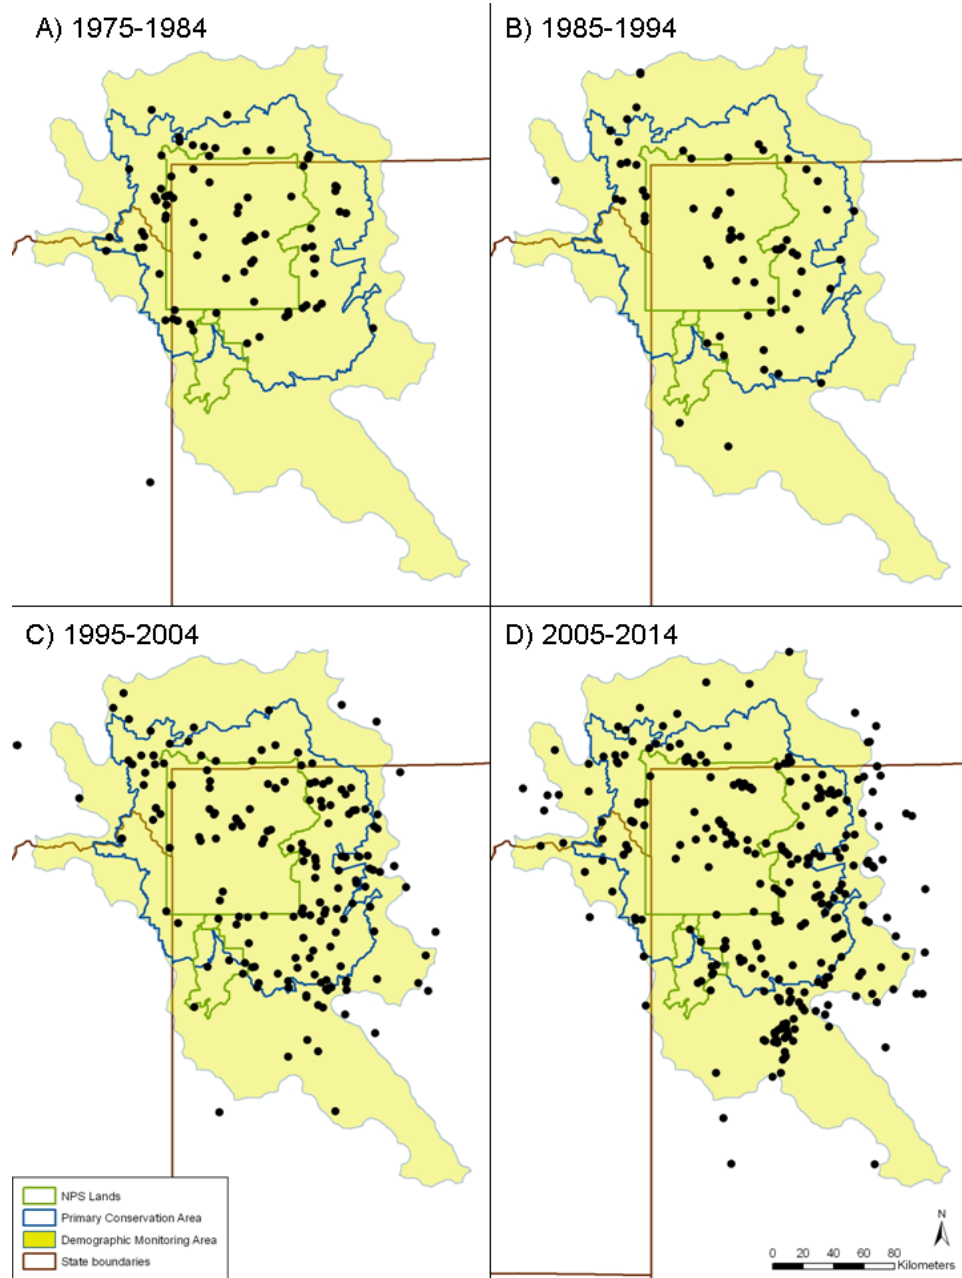 A) 1975-1984
B) 1985-1994
C) 1995-2004
D) 2005-2014
NPS Lands
Primary Conservation Area
Demographic Monitoring Area
State boundaries
N
0 20 40 60 80
Kilometers